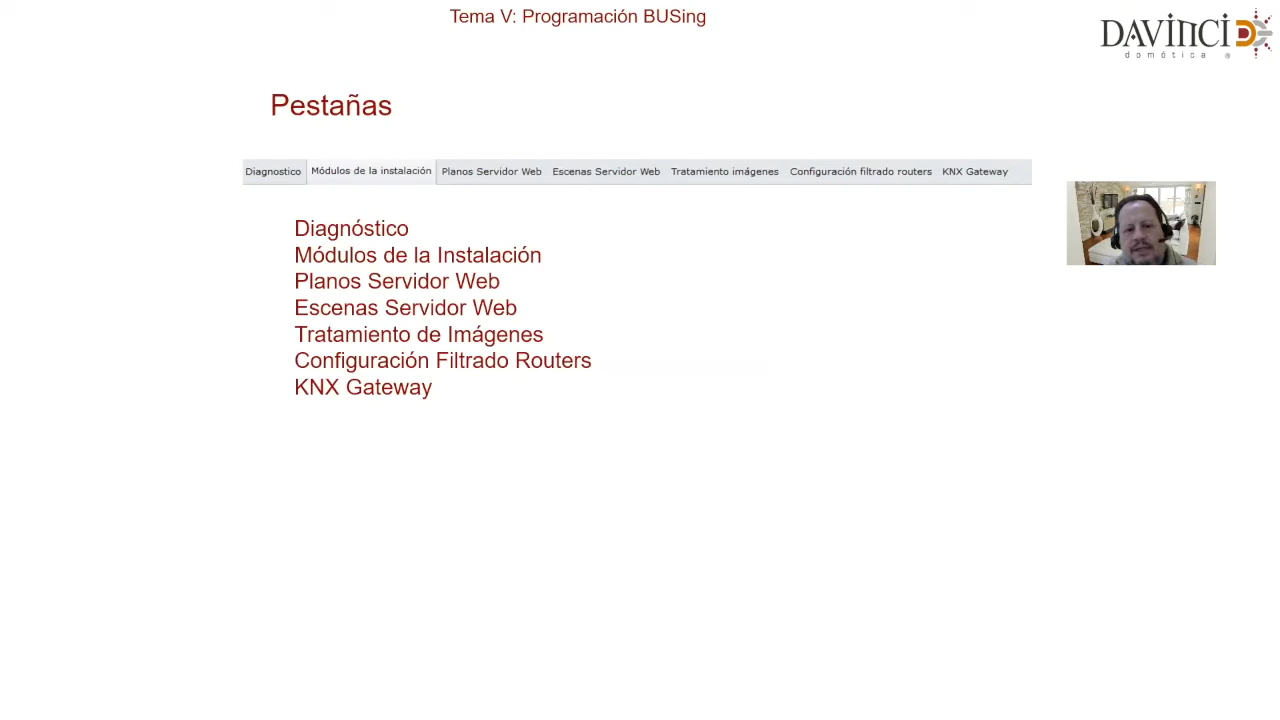 Tema V: Programación BUSing
DAVINCI
domótica ®
Pestañas
Diagnostico Módulos de la instalación Planos Servidor Web Escenas Servidor Web Tratamiento imágenes Configuración filtrado routers KNX Gateway
Diagnóstico
Módulos de la Instalación
Planos Servidor Web
Escenas Servidor Web
Tratamiento de Imágenes
Configuración Filtrado Routers
KNX Gateway